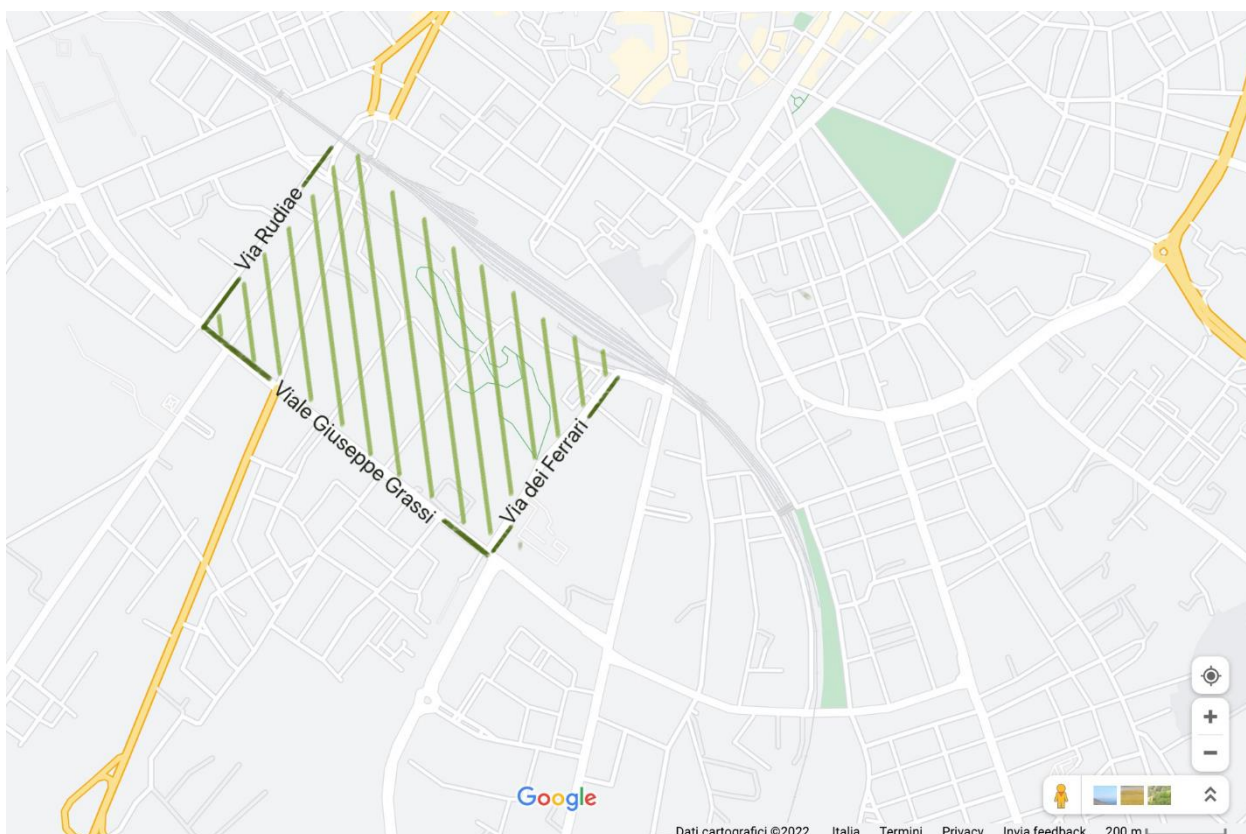 Via Rudiae
Viale Giuseppe Grassi
Via dei Ferrari
Google
Dati cartografici ©2022 Italia Termini Privacy Invia feedback 200 m